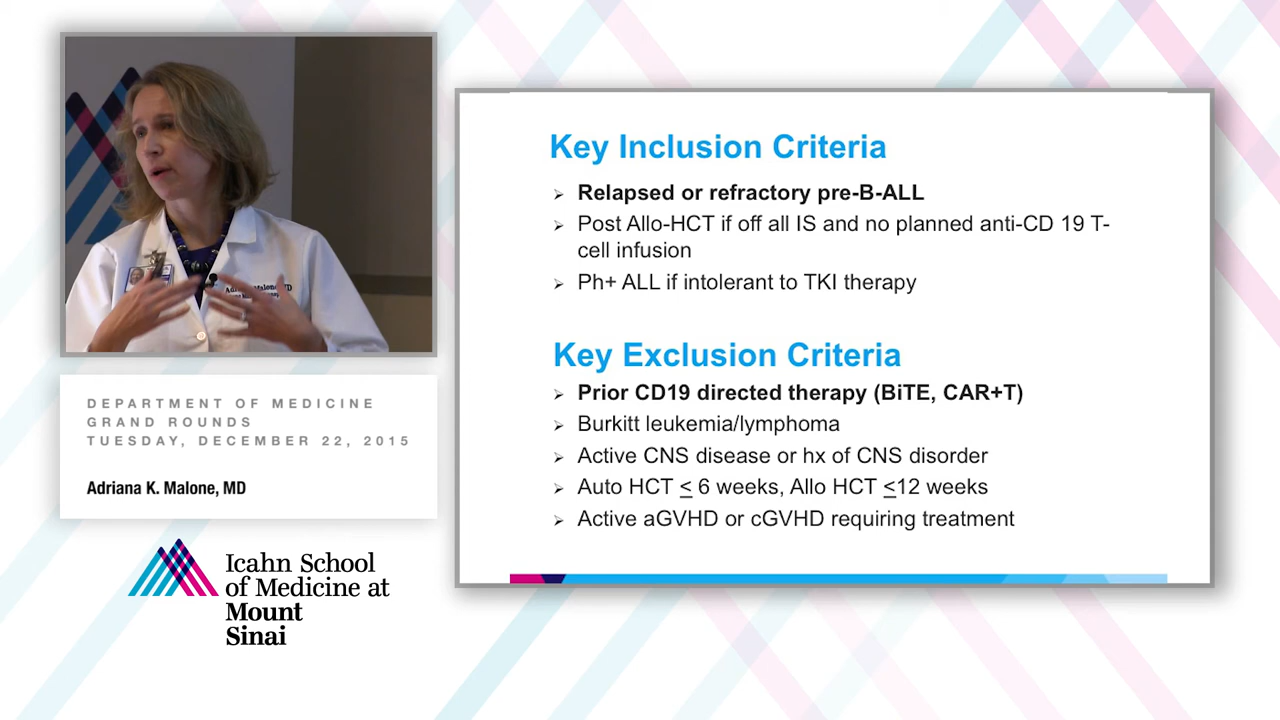 DEPARTMENT OF MEDICINE
GRAND ROUNDS
TUESDAY, DECEMBER 22, 2015
Adriana K. Malone, MD
Icahn School
of Medicine at
Mount
Sinai
Key Inclusion Criteria
➢ Relapsed or refractory pre-B-ALL
➢ Post Allo-HCT if off all IS and no planned anti-CD 19 T-
cell infusion
➢ Ph+ ALL if intolerant to TKI therapy
Key Exclusion Criteria
➢ Prior CD19 directed therapy (BiTE, CAR+T)
➢ Burkitt leukemia/lymphoma
➢ Active CNS disease or hx of CNS disorder
➢ Auto HCT ≤ 6 weeks, Allo HCT ≤12 weeks
➢ Active aGVHD or cGVHD requiring treatment